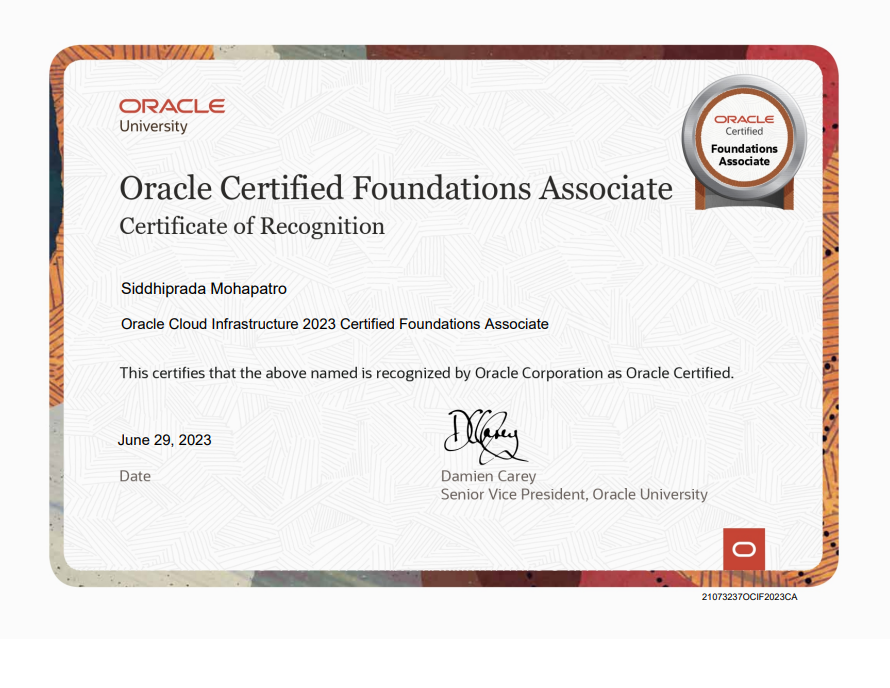 ORACLE
University
ORACLE
Certified
Foundations
Associate
Oracle Certified Foundations Associate
Certificate of Recognition
Siddhiprada Mohapatro
Oracle Cloud Infrastructure 2023 Certified Foundations Associate
This certifies that the above named is recognized by Oracle Corporation as Oracle Certified.
DCarey
June 29, 2023
Date
Damien Carey
Senior Vice President, Oracle University
21073237OCIF2023CA